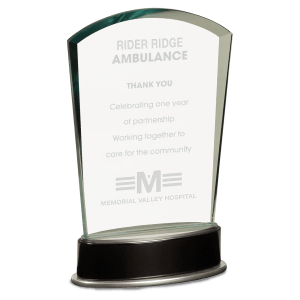 RIDER RIDGE
AMBULANCE
THANK YOU
Celebrating one year
of partnership
Working together to
care for the community
M
MEMORIAL VALLEY HOSPITAL